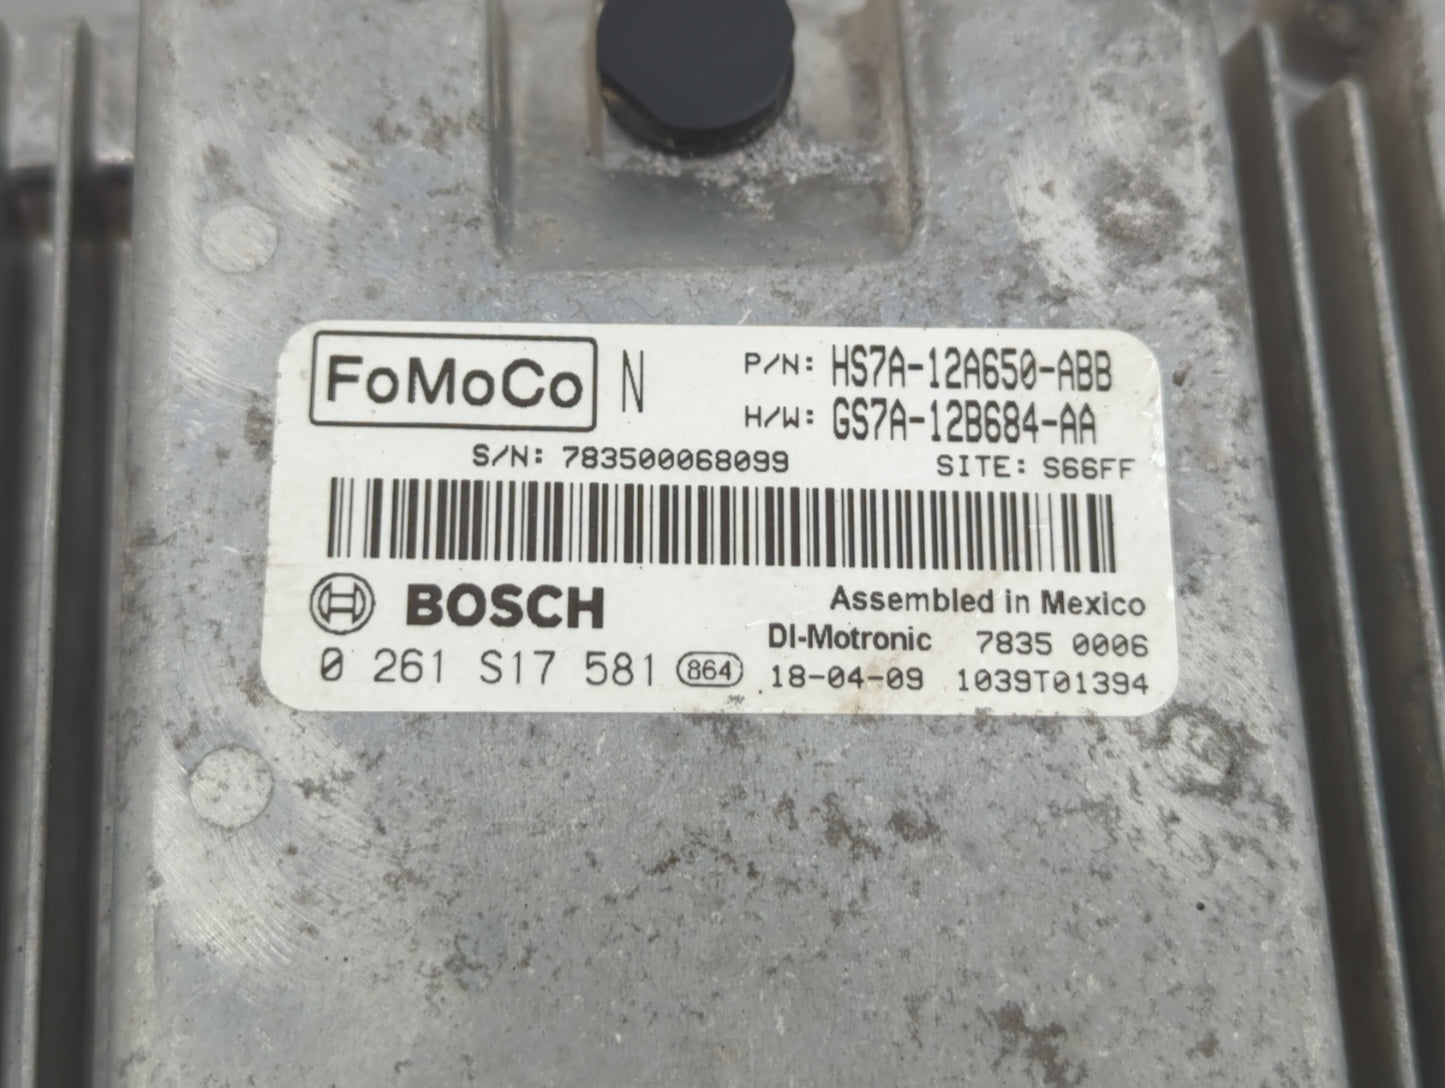 FoMoCo N P/N: HS7A-12A650-ABB
H/W: GS7A-12B684-AA
S/N: 783500068099 SITE: S66FF
BOSCH Assembled in Mexico
DI-Motronic 7835 0006
0 261 S17 581 864 18-04-09 1039T01394